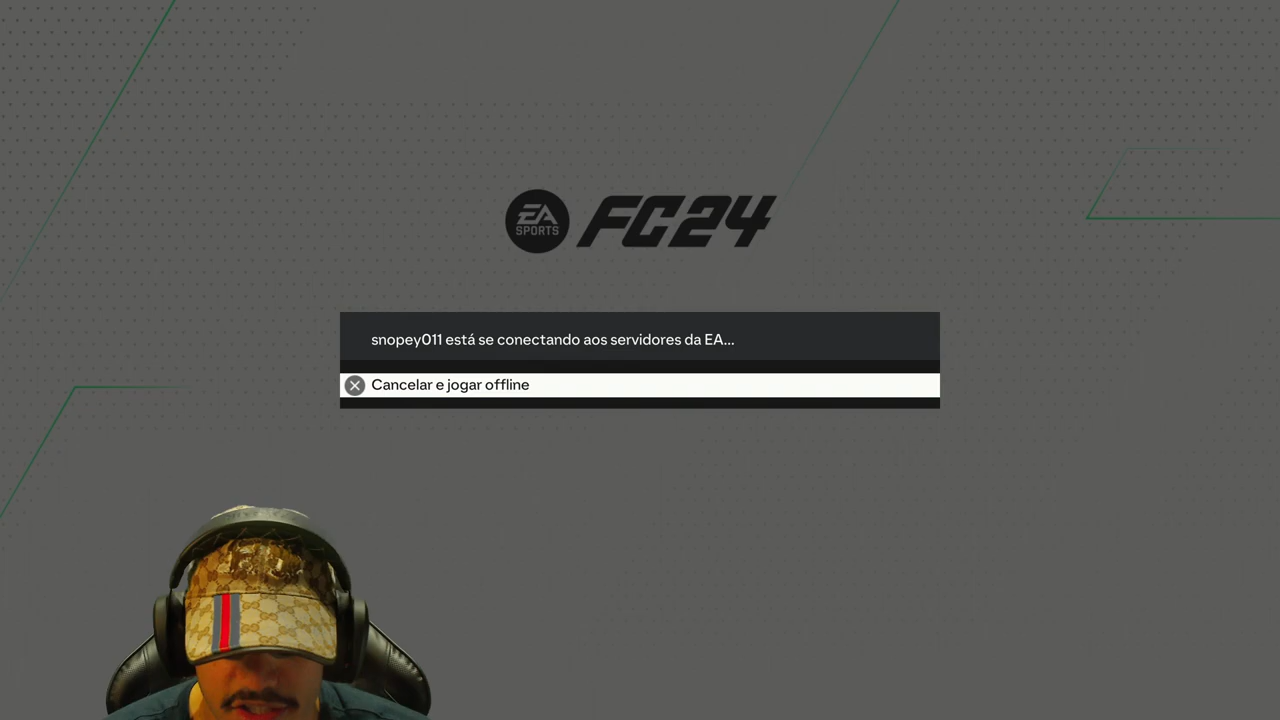 EA
SPORTS
FC24
snopey011 está se conectando aos servidores da EA...
Cancelar e jogar offline